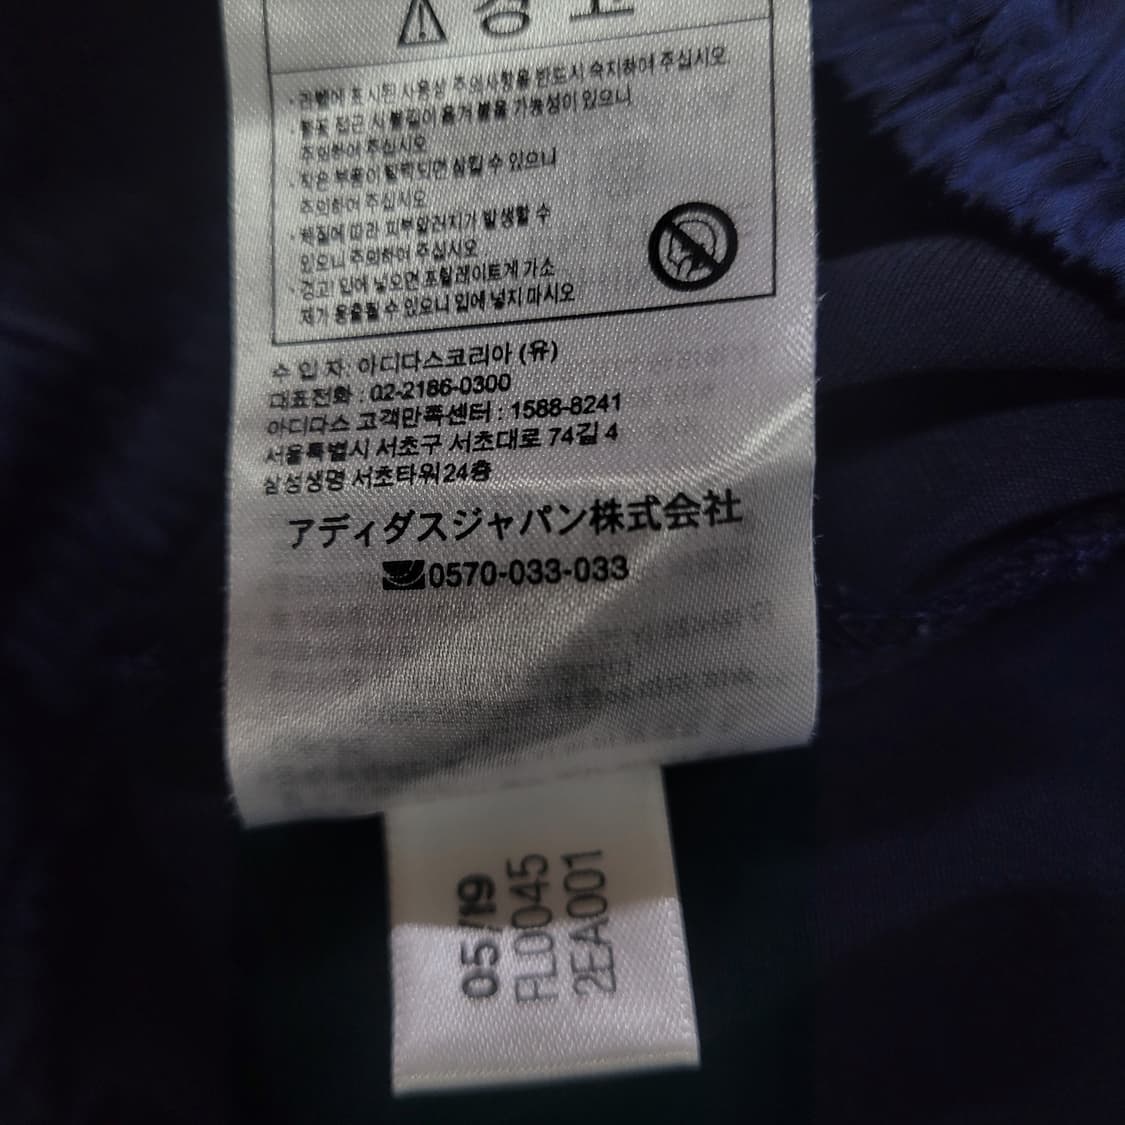 경고
· 라벨에 표시된 사용상 주의사항을 반드시 숙지하여 주십시오
· 화로 접근 시 불길이 옮겨 붙을 가능성이 있으니
주의하여 주십시오
· 작은 부품이 탈락되면 삼킬 수 있으니
주의하여 주십시오
· 체질에 따라 피부알러지가 발생할 수
있으니 주의하여 주십시오
· 경고! 입에 넣으면 프탈레이트계 가소
제가 용출될 수 있으니 입에 넣지 마시오
수 입 자: 아디다스코리아 (유)
대표전화 : 02-2186-0300
아디다스 고객만족센터 : 1588-8241
서울특별시 서초구 서초대로 74길 4
삼성생명 서초타워 24층
アディダスジャパン株式会社
0570-033-033
05/19
FL0045
2EA001